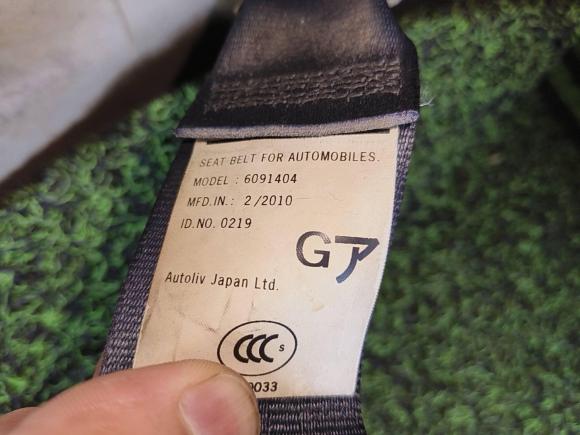 SEAT BELT FOR AUTOMOBILES.
MODEL : 6091404
MFD.IN.: 2/2010
ID.NO. 0219
Gア
Autoliv Japan Ltd.
CCC S
0033